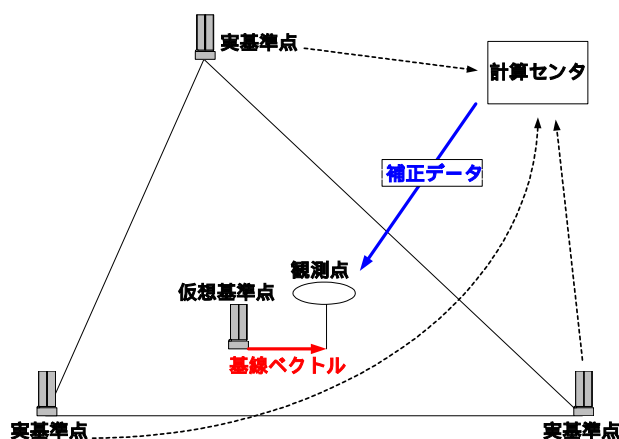 実基準点
計算センタ
補正データ
観測点
仮想基準点
基線ベクトル
実基準点
実基準点